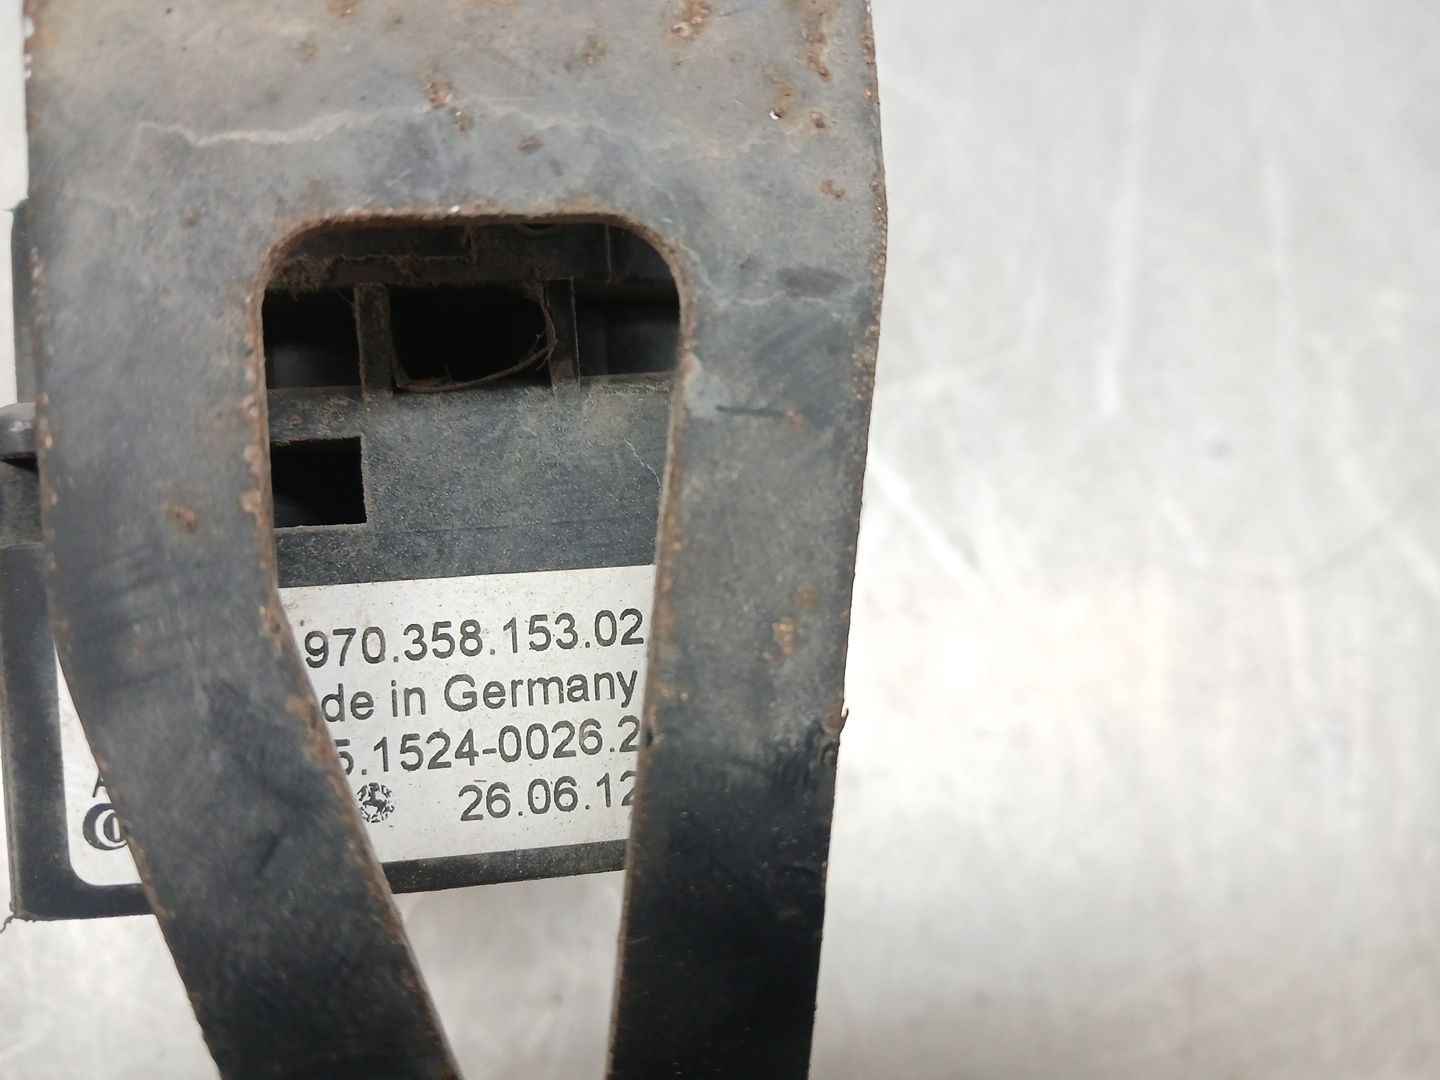 970.358.153.02
de in Germany
5.1524-0026.2
26.06.12